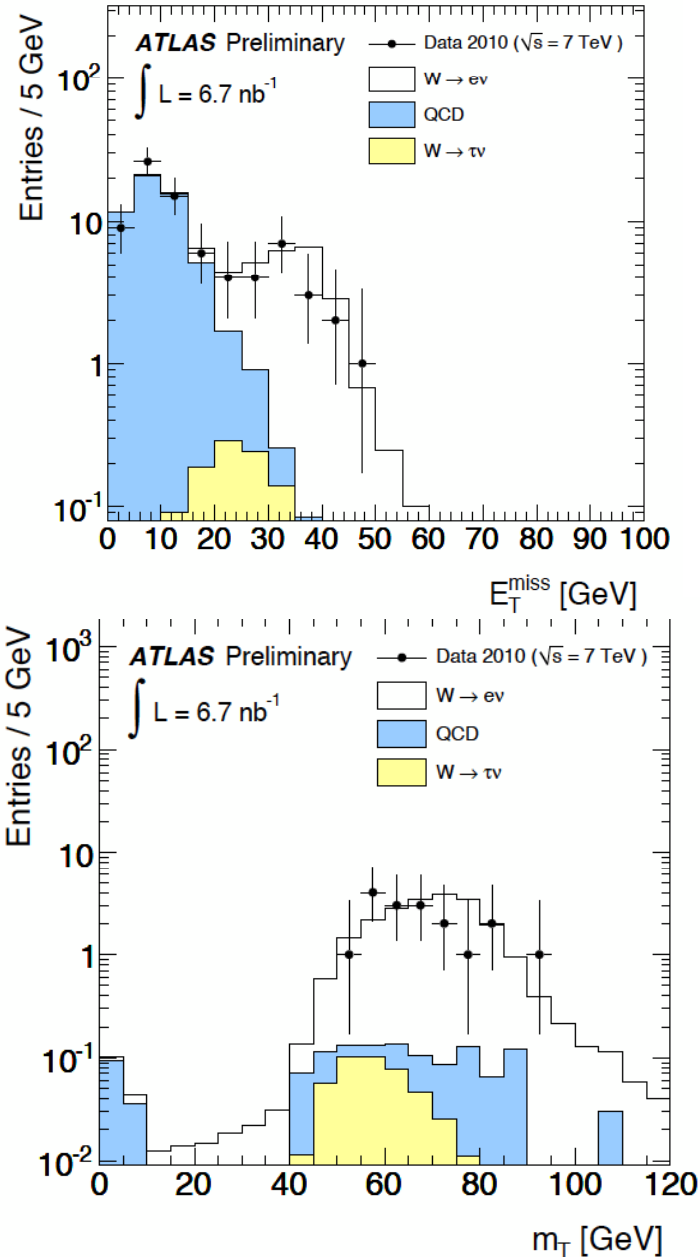 ATLAS Preliminary
∫ L = 6.7 nb⁻¹
Data 2010 (√s = 7 TeV )
W → eν
QCD
W → τν
Entries / 5 GeV
10²
10
1
10⁻¹
0 10 20 30 40 50 60 70 80 90 100
E_T^miss [GeV]
ATLAS Preliminary
∫ L = 6.7 nb⁻¹
Data 2010 (√s = 7 TeV )
W → eν
QCD
W → τν
Entries / 5 GeV
10³
10²
10
1
10⁻¹
10⁻²
0 20 40 60 80 100 120
m_T [GeV]